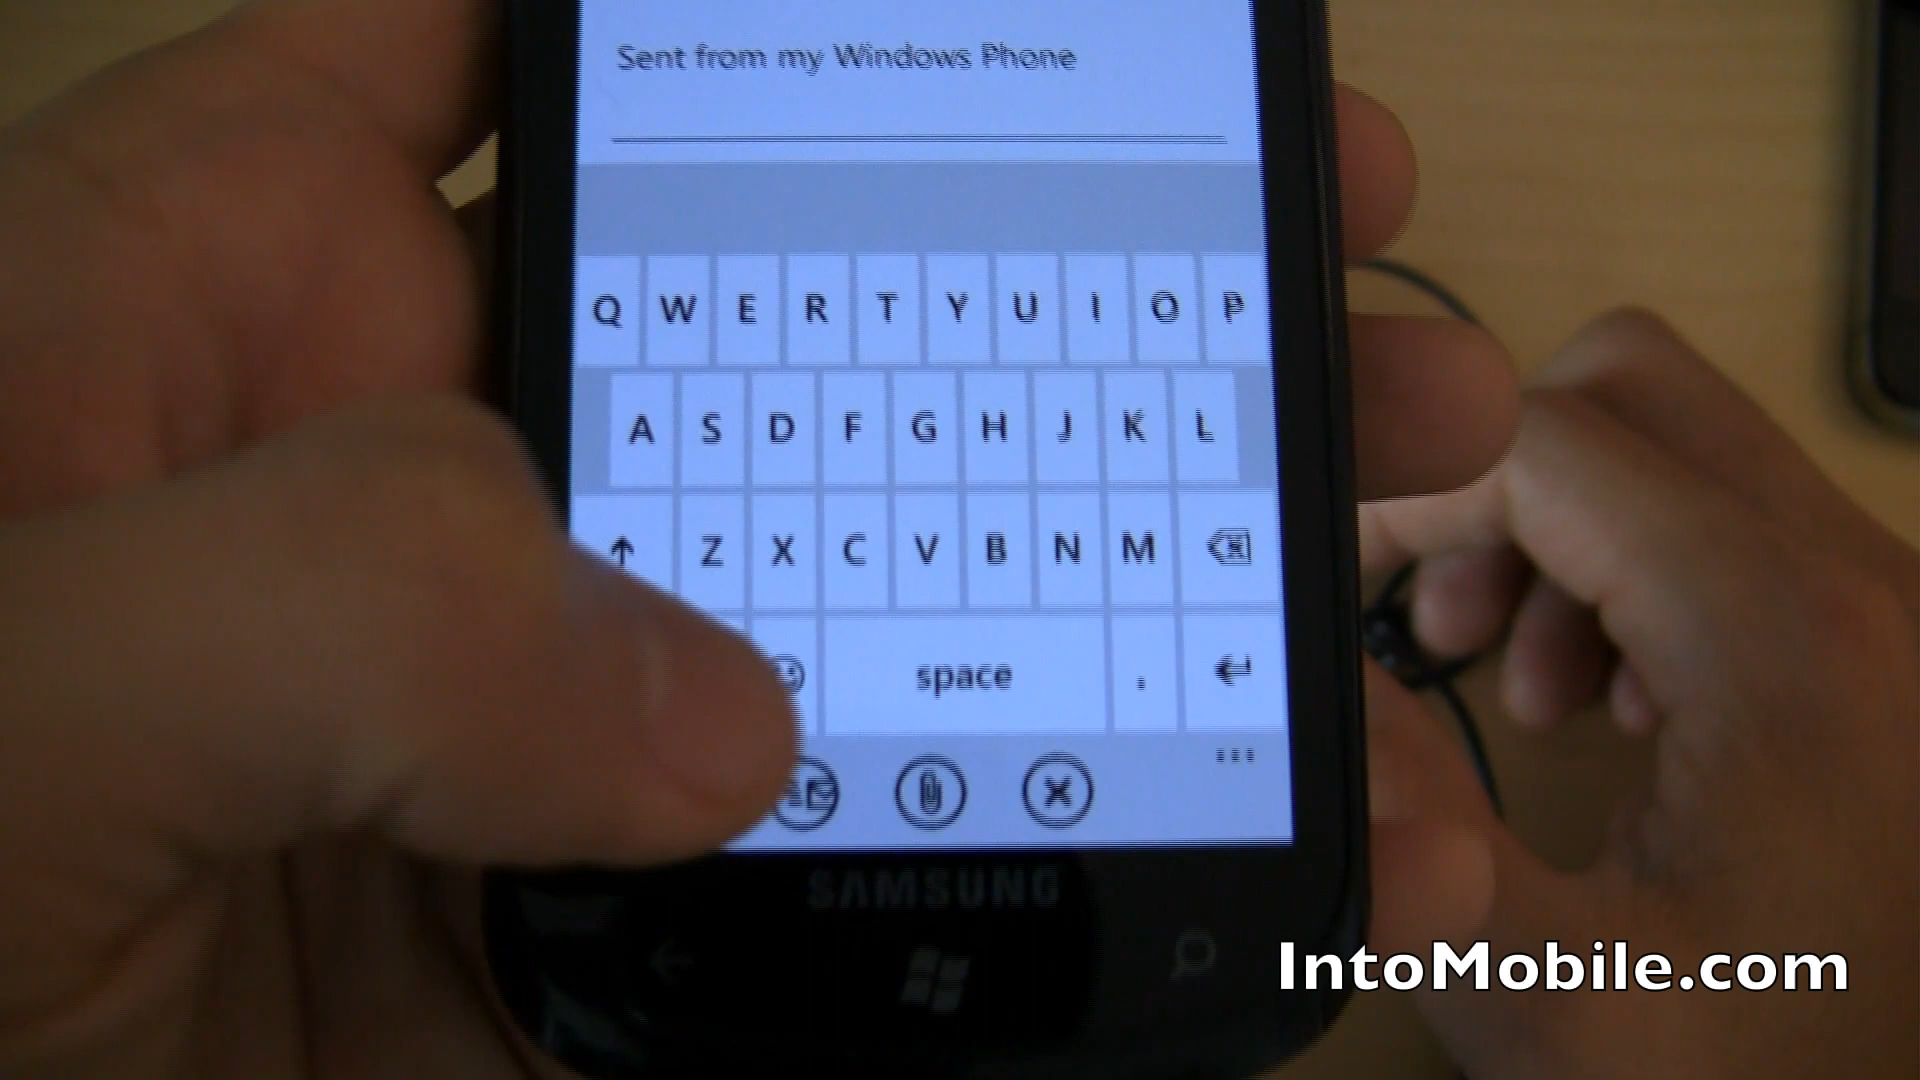 Sent from my Windows Phone
Q W E R T Y U I O P
A S D F G H J K L
Z X C V B N M
space .
SAMSUNG
IntoMobile.com